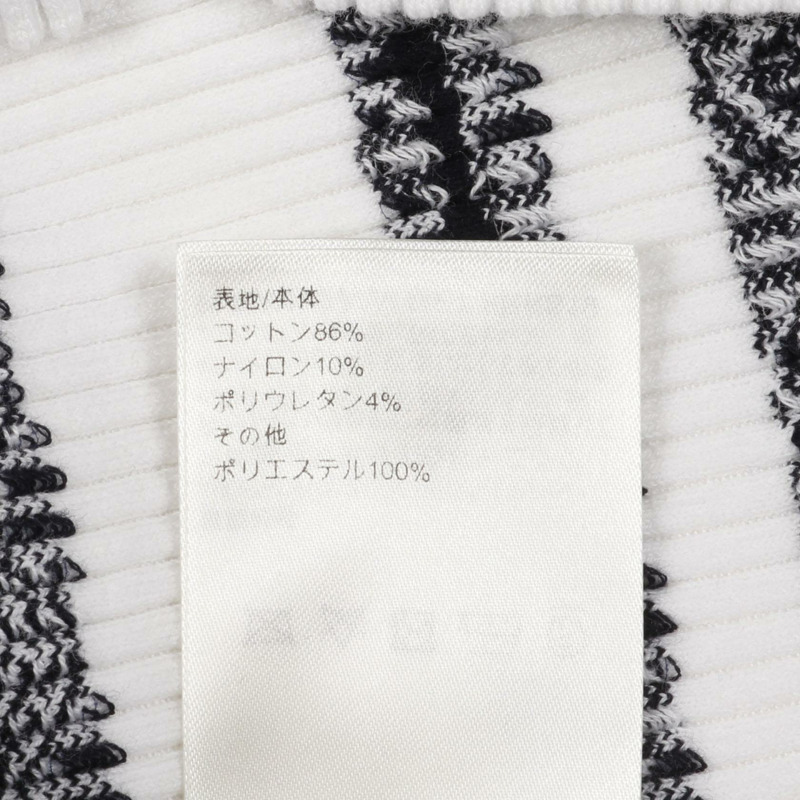 表地/本体
コットン86%
ナイロン10%
ポリウレタン4%
その他
ポリエステル100%